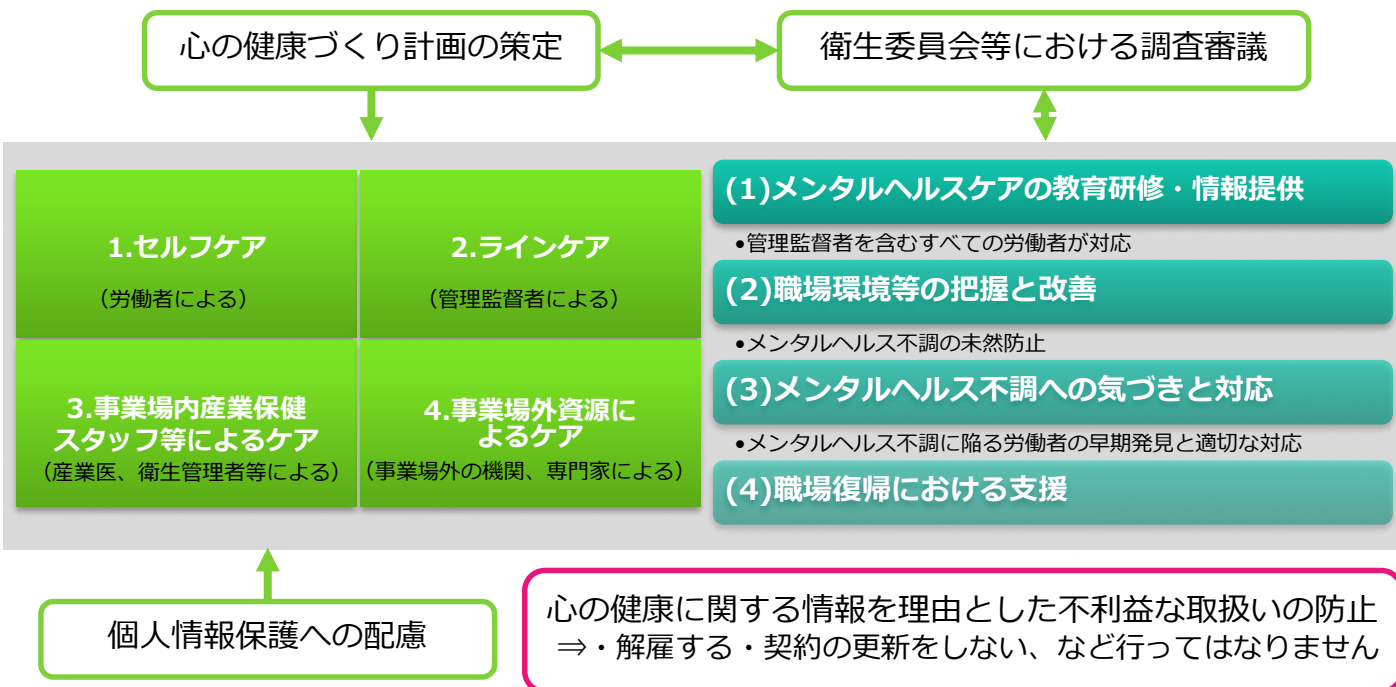 心の健康づくり計画の策定
衛生委員会等における調査審議
1.セルフケア
（労働者による）
2.ラインケア
（管理監督者による）
3.事業場内産業保健
スタッフ等によるケア
（産業医、衛生管理者等による）
4.事業場外資源に
よるケア
（事業場外の機関、専門家による）
(1)メンタルヘルスケアの教育研修・情報提供
•管理監督者を含むすべての労働者が対応
(2)職場環境等の把握と改善
•メンタルヘルス不調の未然防止
(3)メンタルヘルス不調への気づきと対応
•メンタルヘルス不調に陥る労働者の早期発見と適切な対応
(4)職場復帰における支援
個人情報保護への配慮
心の健康に関する情報を理由とした不利益な取扱いの防止
⇒・解雇する・契約の更新をしない、など行ってはなりません